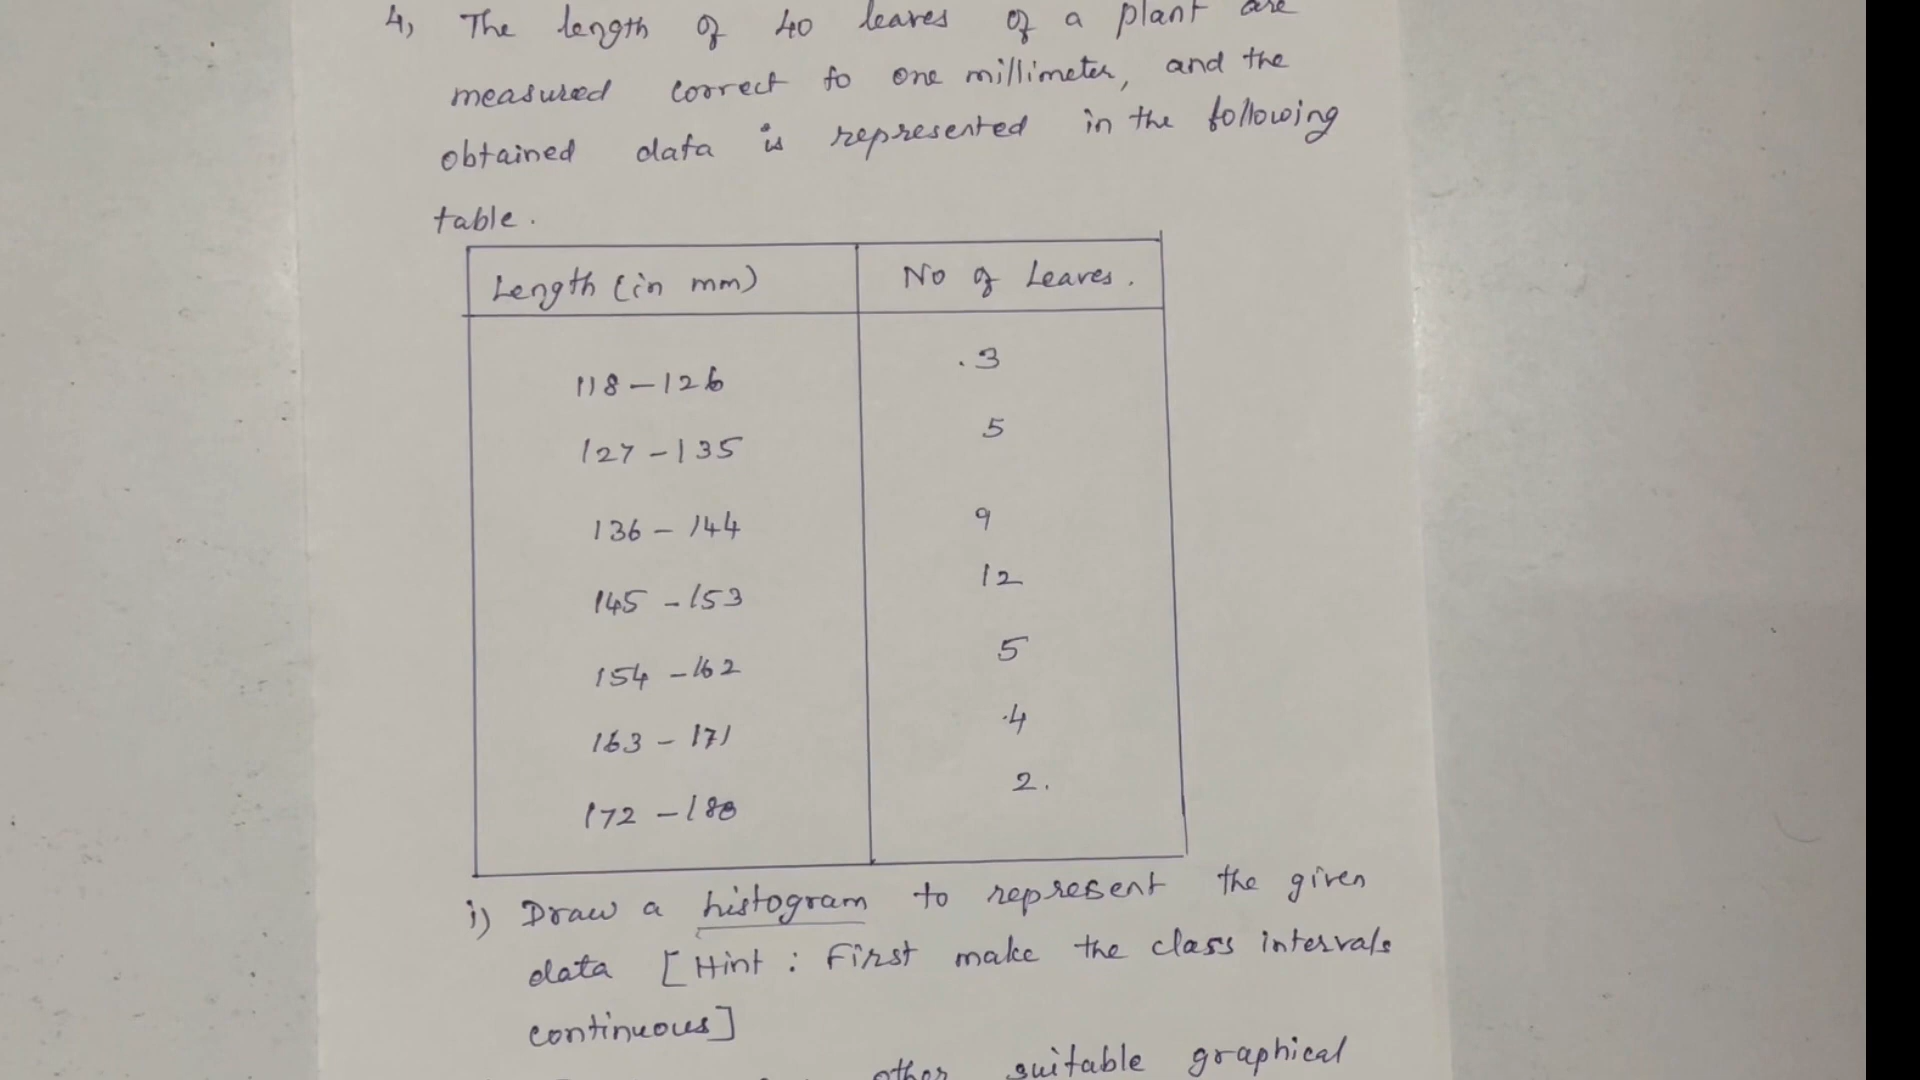 4, The length of 40 leaves of a plant are
measured correct to one millimeter, and the
obtained data is represented in the following
table.
Length (in mm) No of Leaves.
118-126 3
127-135 5
136-144 9
145-153 12
154-162 5
163-171 4
172-180 2.
i) Draw a histogram to represent the given
data [Hint : First make the class intervals
continuous]
other suitable graphical